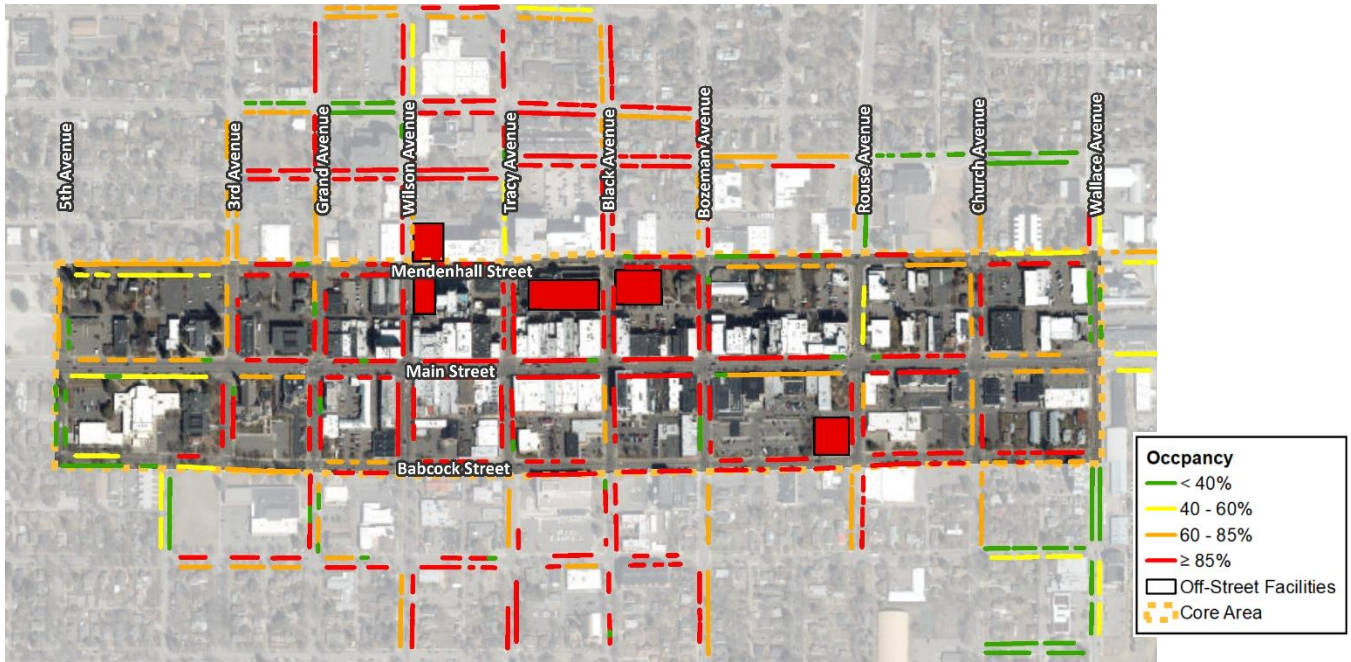 5th Avenue
3rd Avenue
Grand Avenue
Wilson Avenue
Tracy Avenue
Black Avenue
Bozeman Avenue
Rouse Avenue
Church Avenue
Wallace Avenue
Mendenhall Street
Main Street
Babcock Street
Occpancy
< 40%
40 - 60%
60 - 85%
≥ 85%
Off-Street Facilities
Core Area